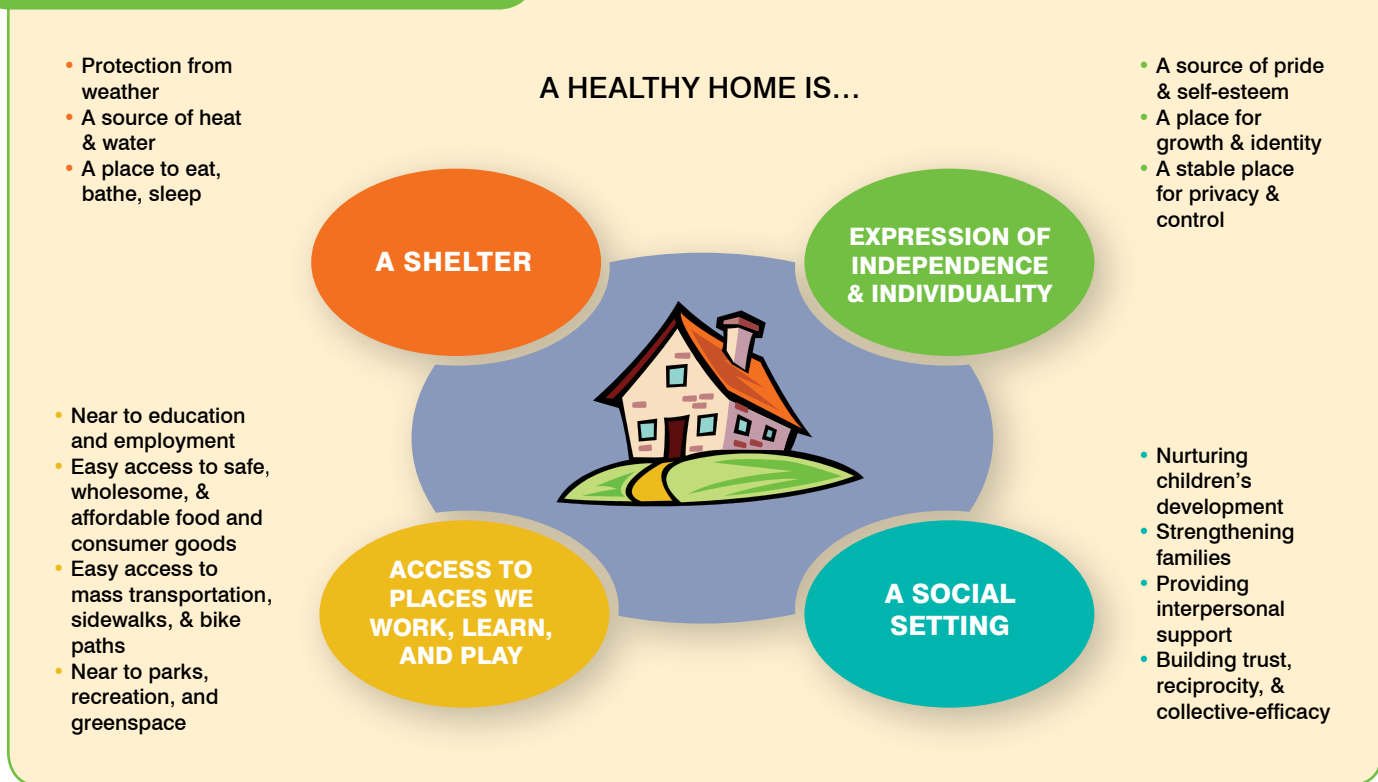 A HEALTHY HOME IS…
• Protection from
weather
• A source of heat
& water
• A place to eat,
bathe, sleep
A SHELTER
• A source of pride
& self-esteem
• A place for
growth & identity
• A stable place
for privacy &
control
EXPRESSION OF
INDEPENDENCE
& INDIVIDUALITY
• Near to education
and employment
• Easy access to safe,
wholesome, &
affordable food and
consumer goods
• Easy access to
mass transportation,
sidewalks, & bike
paths
• Near to parks,
recreation, and
greenspace
ACCESS TO
PLACES WE
WORK, LEARN,
AND PLAY
A SOCIAL
SETTING
• Nurturing
children’s
development
• Strengthening
families
• Providing
interpersonal
support
• Building trust,
reciprocity, &
collective-efficacy